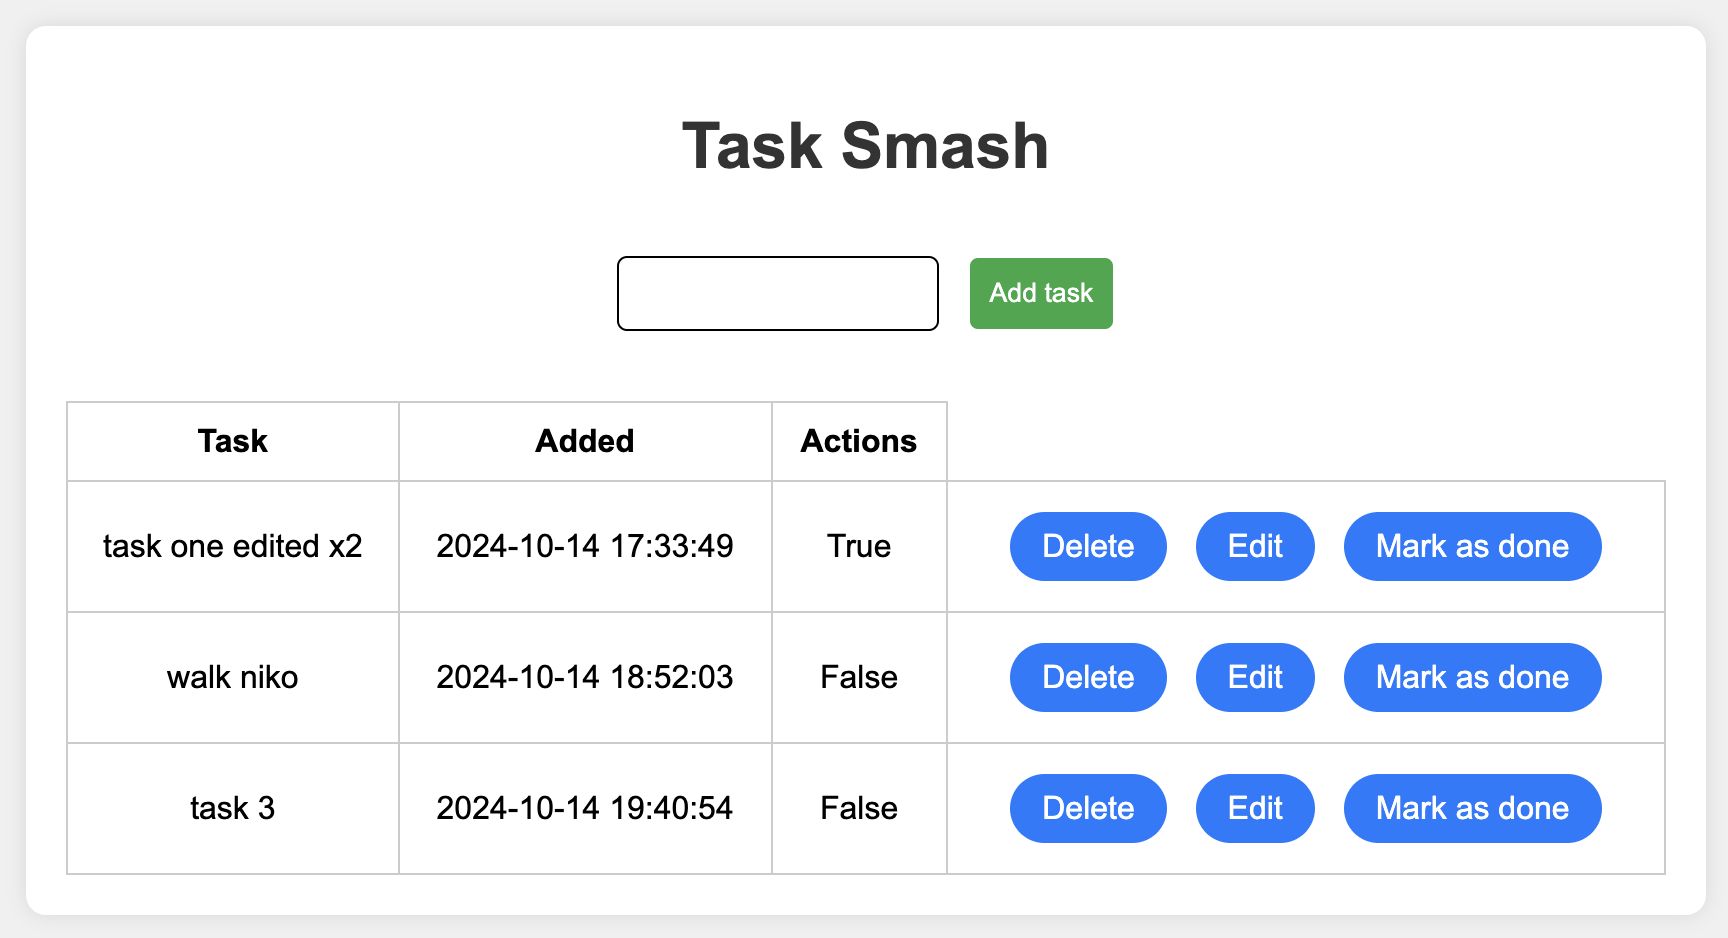 Task Smash
Add task
Task Added Actions
task one edited x2 2024-10-14 17:33:49 True Delete Edit Mark as done
walk niko 2024-10-14 18:52:03 False Delete Edit Mark as done
task 3 2024-10-14 19:40:54 False Delete Edit Mark as done